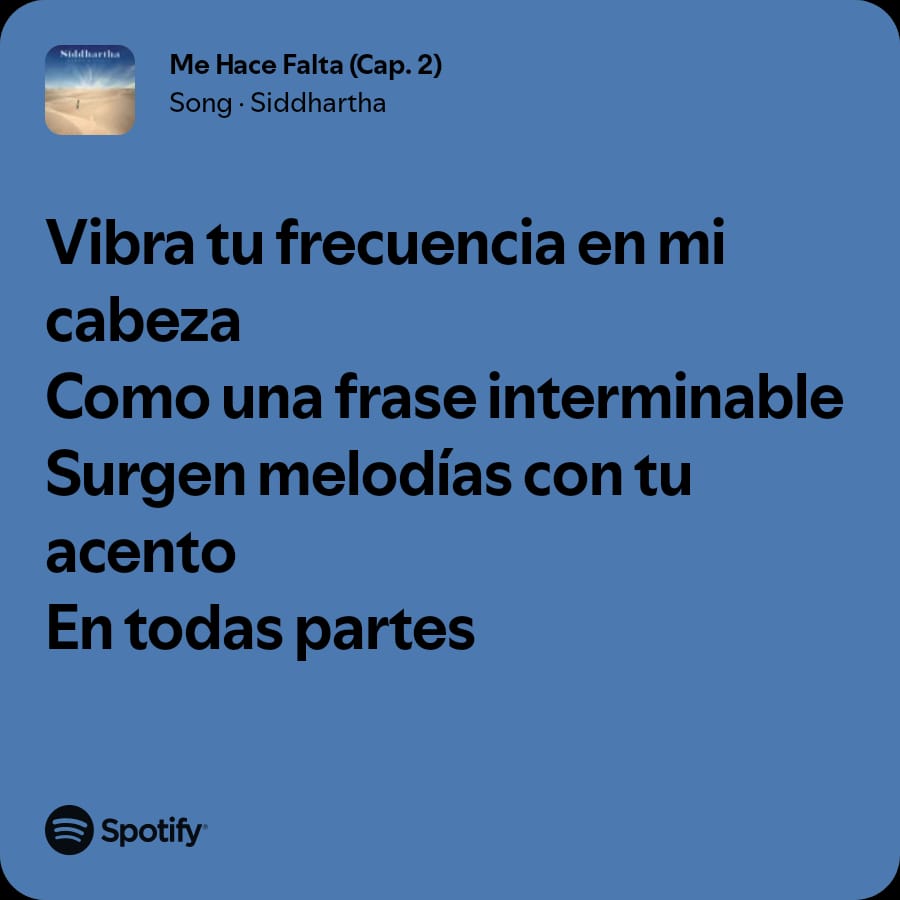 Siddhartha
Me Hace Falta (Cap. 2)
Song · Siddhartha
Vibra tu frecuencia en mi
cabeza
Como una frase interminable
Surgen melodías con tu
acento
En todas partes
Spotify®